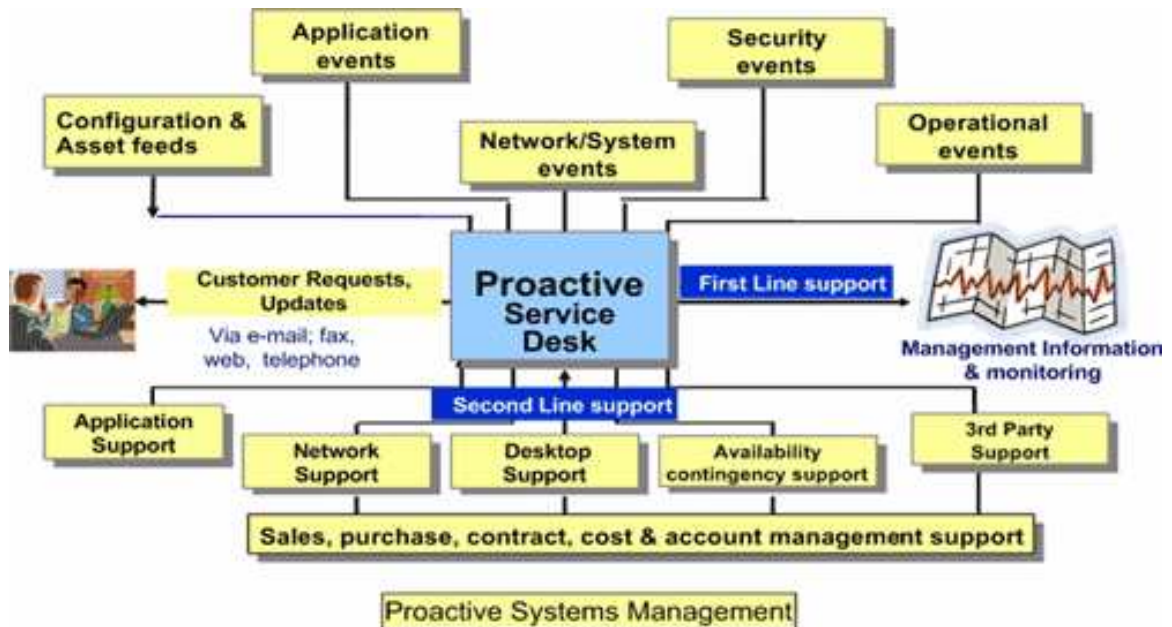 Application
events
Security
events
Configuration &
Asset feeds
Network/System
events
Operational
events
Customer Requests,
Updates
Via e-mail; fax,
web, telephone
Proactive
Service
Desk
First Line support
Management Information
& monitoring
Second Line support
Application
Support
Network
Support
Desktop
Support
Availability
contingency support
3rd Party
Support
Sales, purchase, contract, cost & account management support
Proactive Systems Management